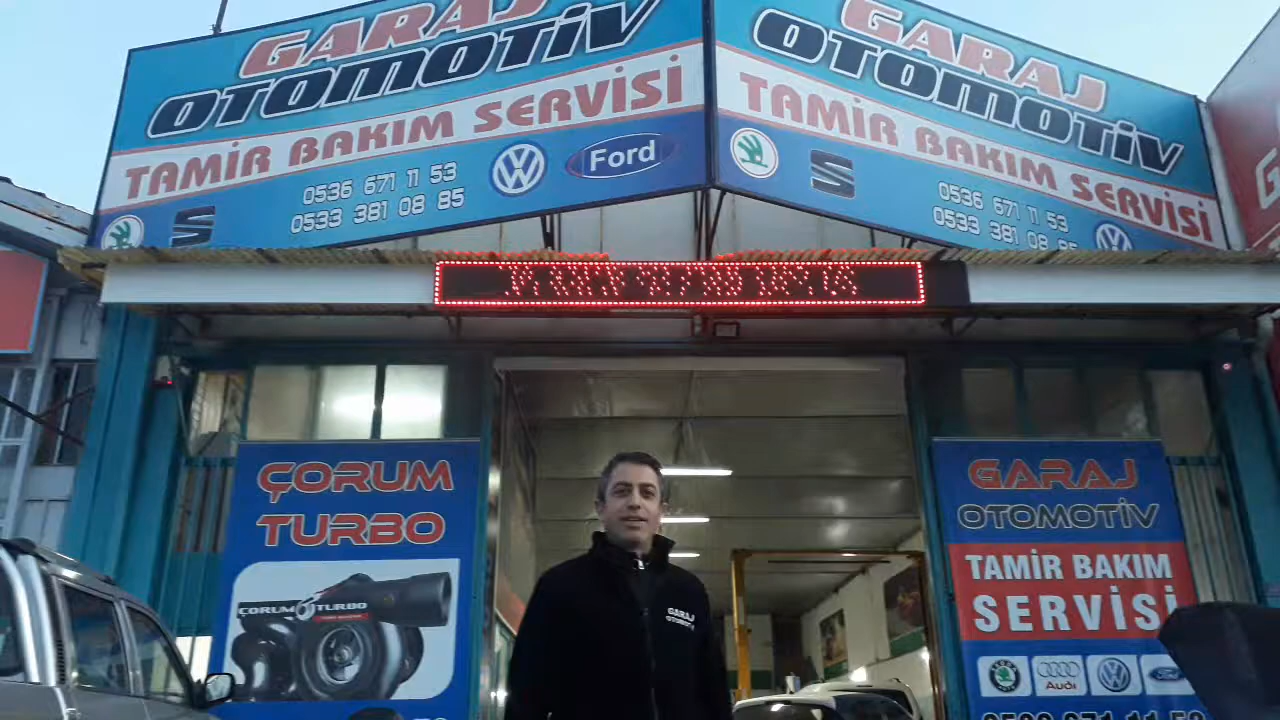 GARAJ
OTOMOTİV
TAMİR BAKIM SERVİSİ
0536 671 11 53
0533 381 08 85
Ford
GARAJ
OTOMOTİV
TAMİR BAKIM SERVİSİ
0536 671 11 53
0533 381 08 85
ÇORUM
TURBO
CORUM TURBO
GARAJ
OTOMOTİV
GARAJ
OTOMOTİV
TAMİR BAKIM
SERVİSİ
Audi
Ford